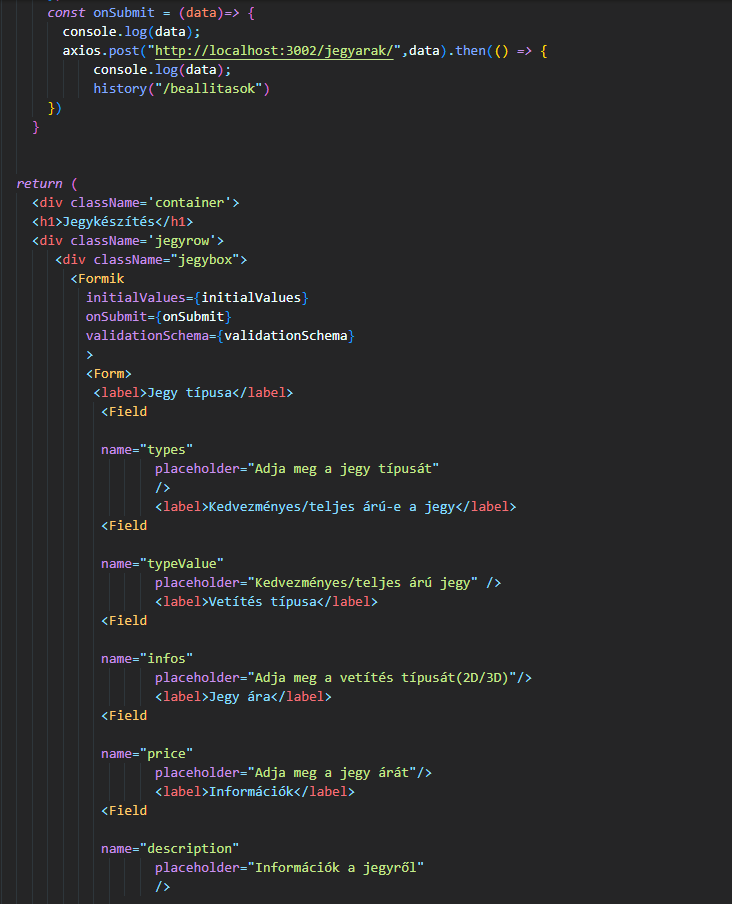 const onSubmit = (data)=> {
console.log(data);
axios.post("http://localhost:3002/jegyarak/",data).then(() => {
console.log(data);
history("/beallitasok")
})
}
return (
<div className='container'>
<h1>Jegykészítés</h1>
<div className='jegyrow'>
<div className="jegybox">
<Formik
initialValues={initialValues}
onSubmit={onSubmit}
validationSchema={validationSchema}
>
<Form>
<label>Jegy típusa</label>
<Field
name="types"
placeholder="Adja meg a jegy típusát"
/>
<label>Kedvezményes/teljes árú-e a jegy</label>
<Field
name="typeValue"
placeholder="Kedvezményes/teljes árú jegy" />
<label>Vetítés típusa</label>
<Field
name="infos"
placeholder="Adja meg a vetítés típusát(2D/3D)"/>
<label>Jegy ára</label>
<Field
name="price"
placeholder="Adja meg a jegy árát"/>
<label>Információk</label>
<Field
name="description"
placeholder="Információk a jegyről"
/>